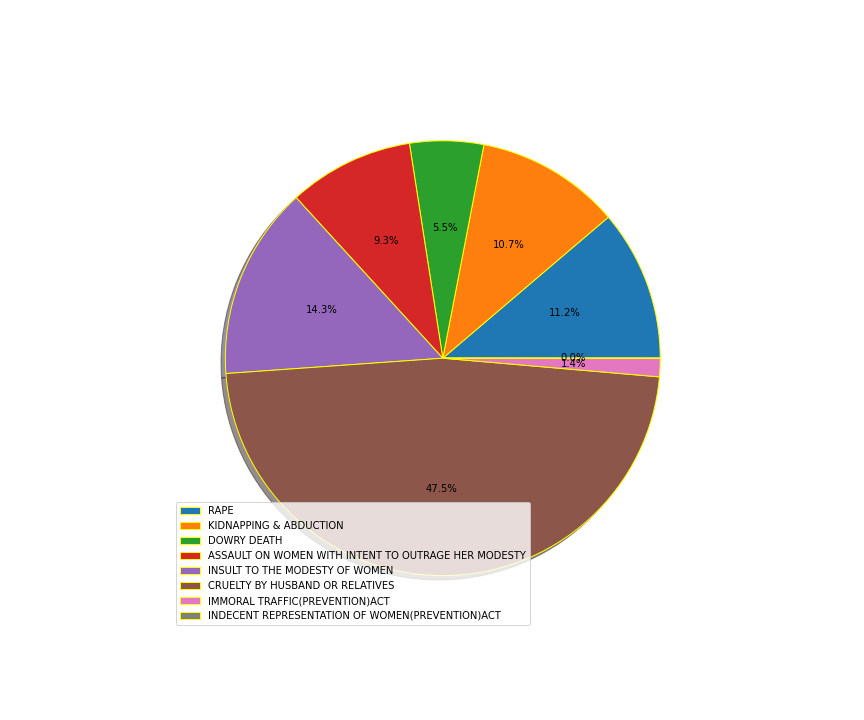 5.5%
9.3%
10.7%
14.3%
11.2%
0.0%
1.4%
47.5%
RAPE
KIDNAPPING & ABDUCTION
DOWRY DEATH
ASSAULT ON WOMEN WITH INTENT TO OUTRAGE HER MODESTY
INSULT TO THE MODESTY OF WOMEN
CRUELTY BY HUSBAND OR RELATIVES
IMMORAL TRAFFIC(PREVENTION)ACT
INDECENT REPRESENTATION OF WOMEN(PREVENTION)ACT